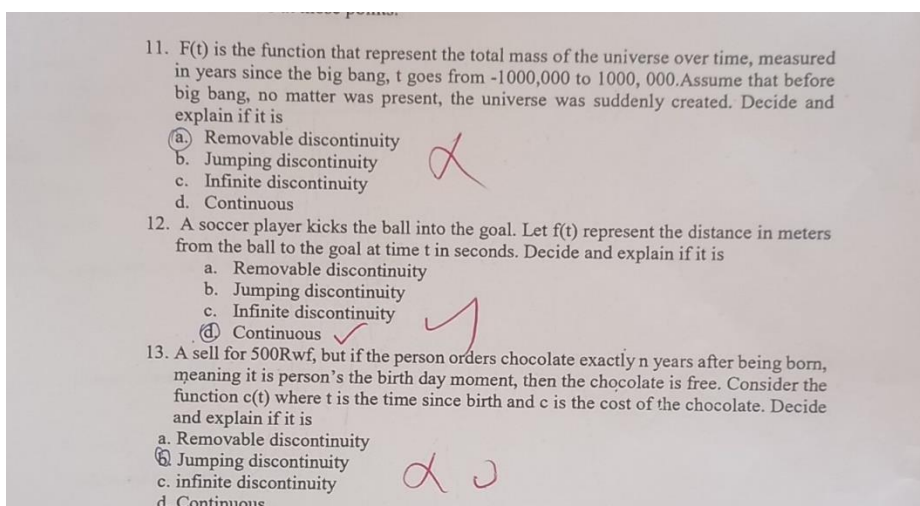 11. F(t) is the function that represent the total mass of the universe over time, measured
in years since the big bang, t goes from -1000,000 to 1000, 000.Assume that before
big bang, no matter was present, the universe was suddenly created. Decide and
explain if it is
a. Removable discontinuity
b. Jumping discontinuity
c. Infinite discontinuity
d. Continuous
12. A soccer player kicks the ball into the goal. Let f(t) represent the distance in meters
from the ball to the goal at time t in seconds. Decide and explain if it is
a. Removable discontinuity
b. Jumping discontinuity
c. Infinite discontinuity
d. Continuous
13. A sell for 500Rwf, but if the person orders chocolate exactly n years after being born,
meaning it is person's the birth day moment, then the chocolate is free. Consider the
function c(t) where t is the time since birth and c is the cost of the chocolate. Decide
and explain if it is
a. Removable discontinuity
b. Jumping discontinuity
c. infinite discontinuity
d. Continuous